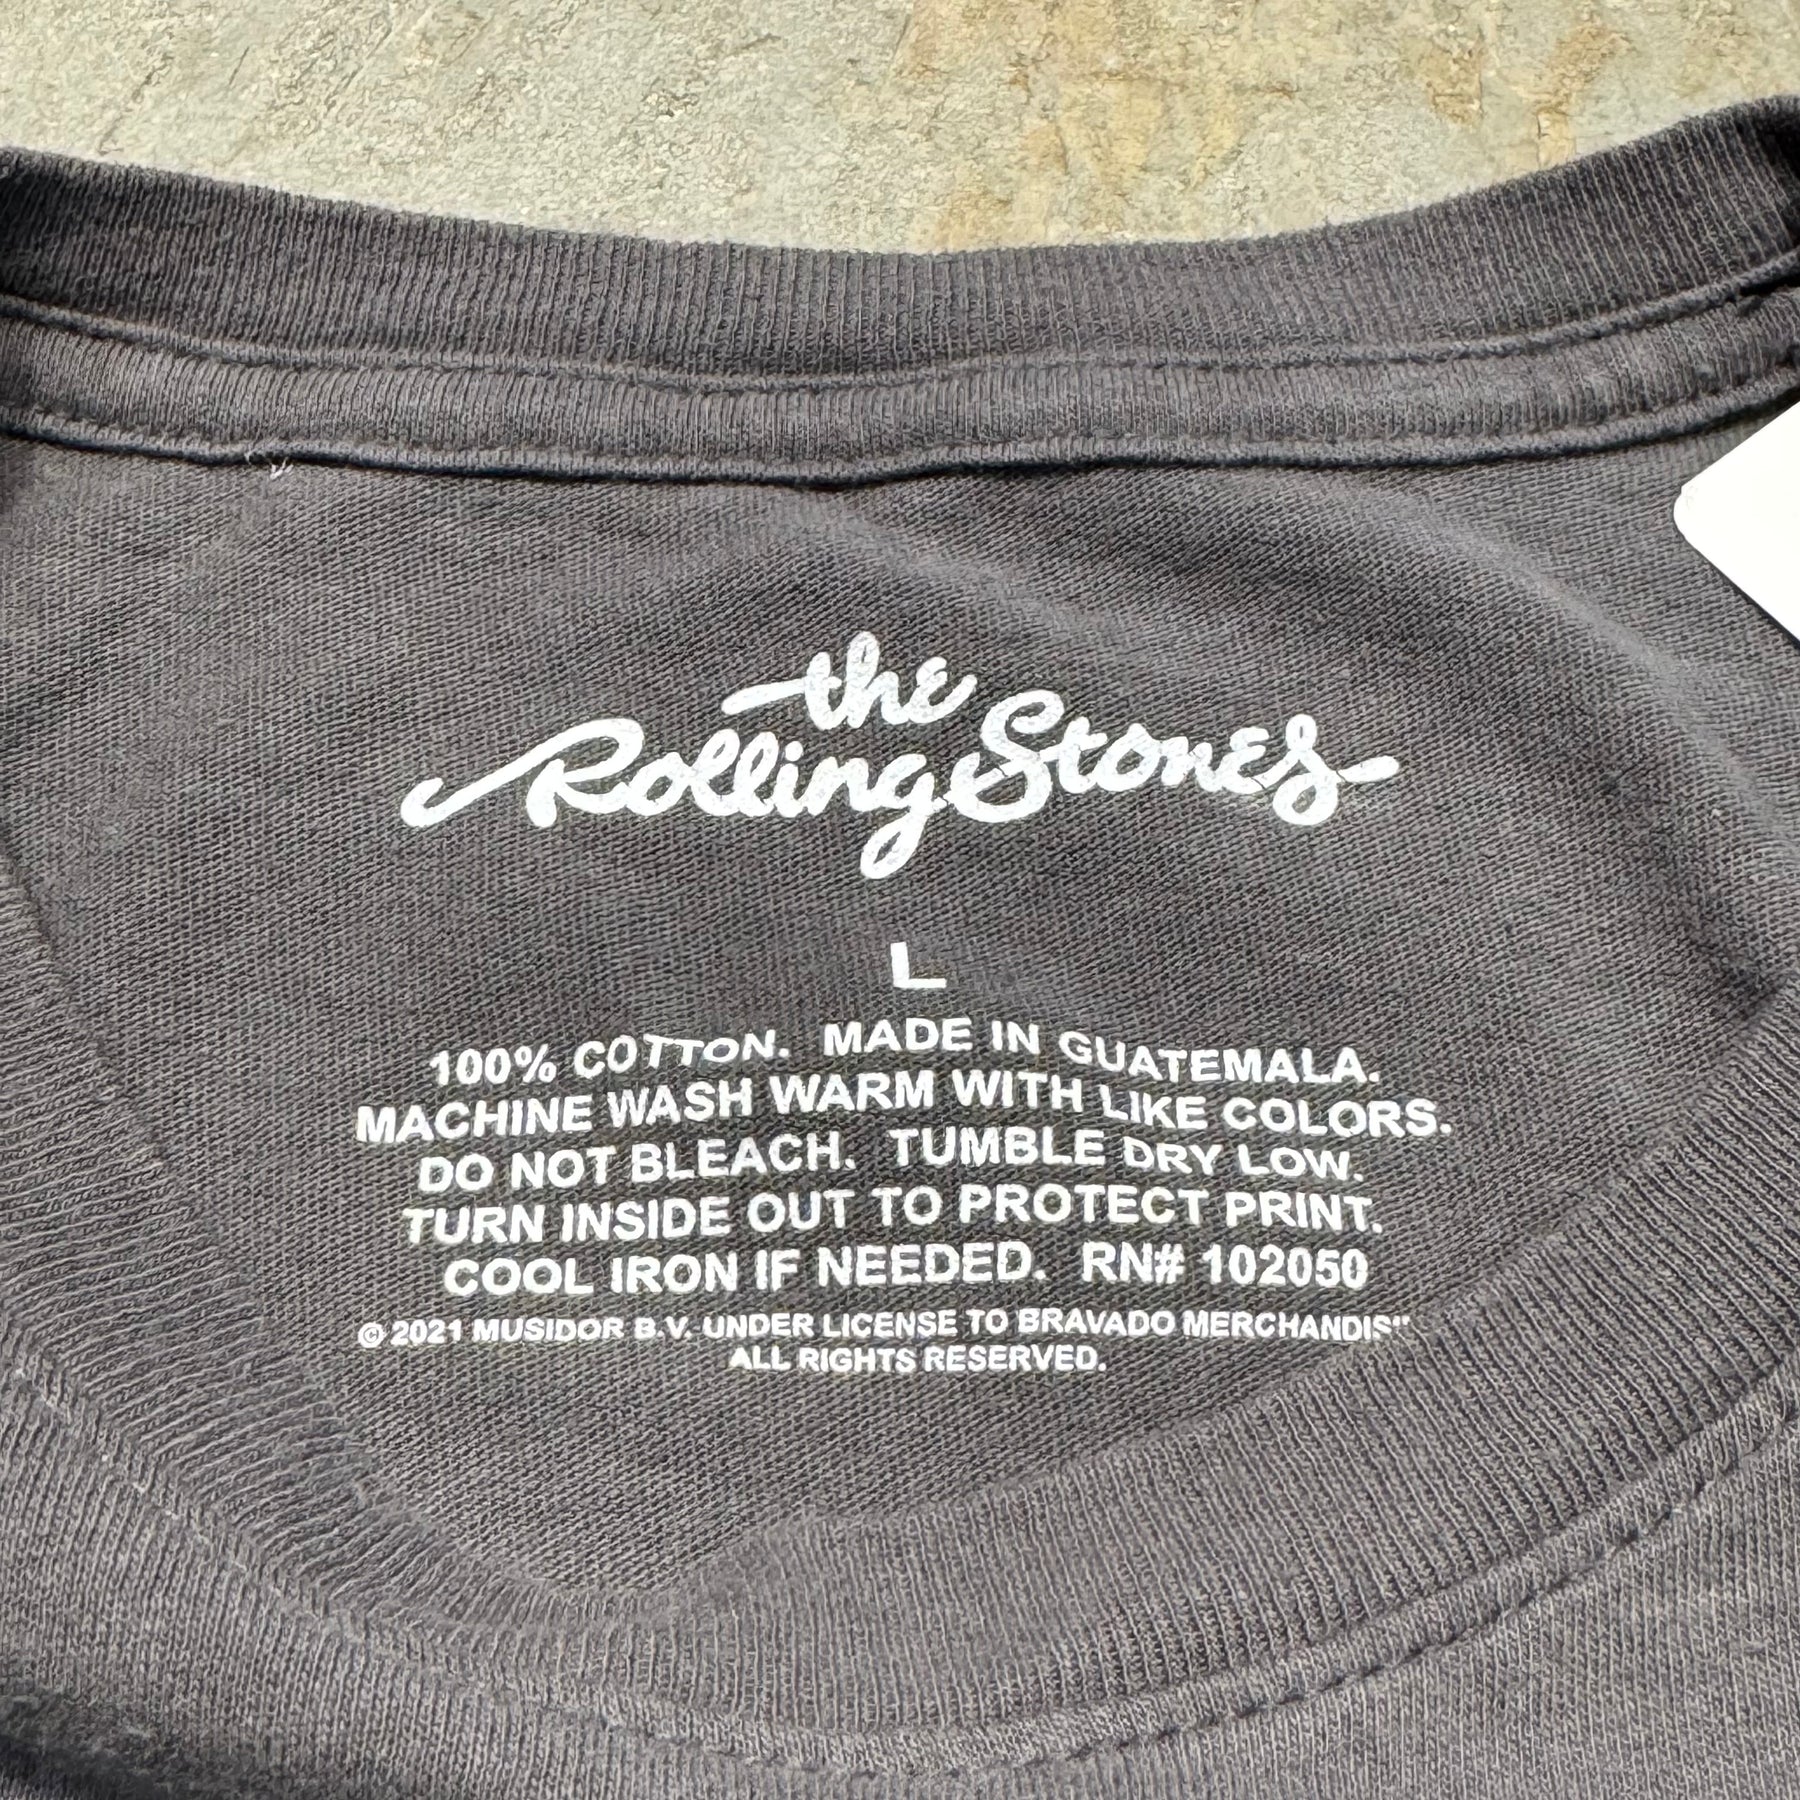 the
Rolling Stones
L
100% COTTON. MADE IN GUATEMALA.
MACHINE WASH WARM WITH LIKE COLORS.
DO NOT BLEACH. TUMBLE DRY LOW.
TURN INSIDE OUT TO PROTECT PRINT.
COOL IRON IF NEEDED. RN# 102050
© 2021 MUSIDOR B.V. UNDER LICENSE TO BRAVADO
ALL RIGHTS RESERVED.